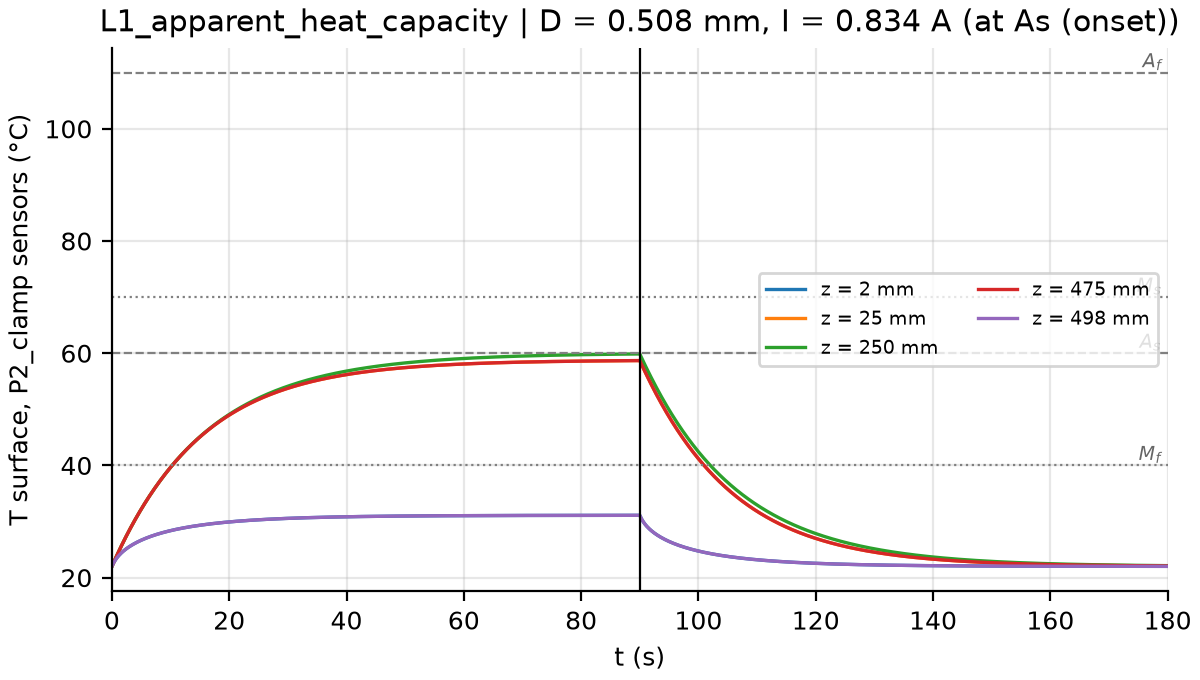 L1_apparent_heat_capacity | D = 0.508 mm, I = 0.834 A (at As (onset))
T surface, P2_clamp sensors (°C)
100
80
60
40
20
A_f
M_s
A_s
M_f
z = 2 mm
z = 25 mm
z = 250 mm
z = 475 mm
z = 498 mm
0 20 40 60 80 100 120 140 160 180
t (s)